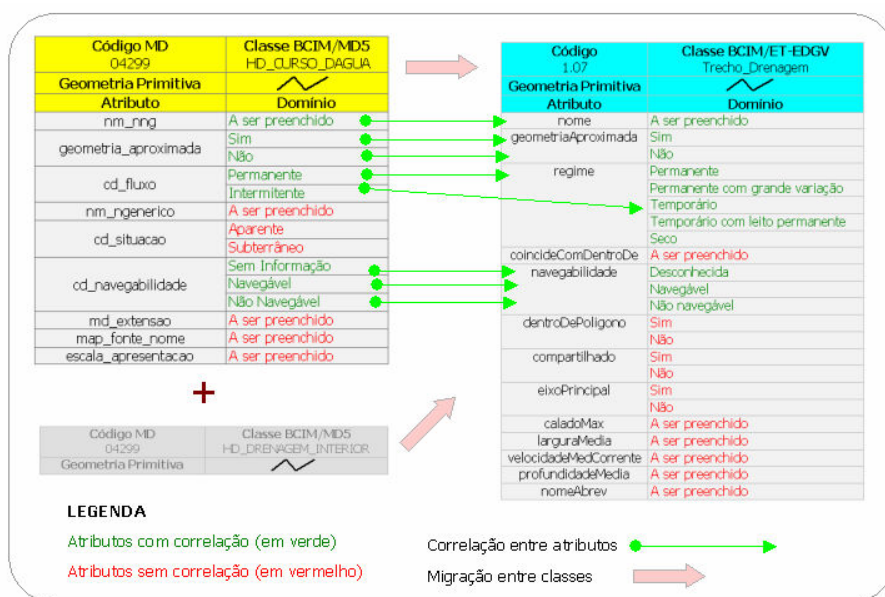 Código MD Classe BCIM/MD5
04299 HD_CURSO_DAGUA
Geometria Primitiva
Atributo Domínio
nm_nng A ser preenchido
geometria_aproximada Sim
Não
cd_fluxo Permanente
Intermitente
nm_ngenerico A ser preenchido
cd_situacao Aparente
Subterrâneo
cd_navegabilidade Sem Informação
Navegável
Não Navegável
md_extensao A ser preenchido
map_fonte_nome A ser preenchido
escala_apresentacao A ser preenchido
+
Código MD Classe BCIM/MD5
04299 HD_DRENAGEM_INTERIOR
Geometria Primitiva
Código Classe BCIM/ET-EDGV
1.07 Trecho_Drenagem
Geometria Primitiva
Atributo Domínio
nome A ser preenchido
geometriaAproximada Sim
Não
regime Permanente
Permanente com grande variação
Temporário
Temporário com leito permanente
Seco
coincideComDentroDe A ser preenchido
navegabilidade Desconhecida
Navegável
Não navegável
dentroDePoligono Sim
Não
compartilhado Sim
Não
eixoPrincipal Sim
Não
caladoMax A ser preenchido
larguraMedia A ser preenchido
velocidadeMedCorrente A ser preenchido
profundidadeMedia A ser preenchido
nomeAbrev A ser preenchido
LEGENDA
Atributos com correlação (em verde)
Atributos sem correlação (em vermelho)
Correlação entre atributos
Migração entre classes